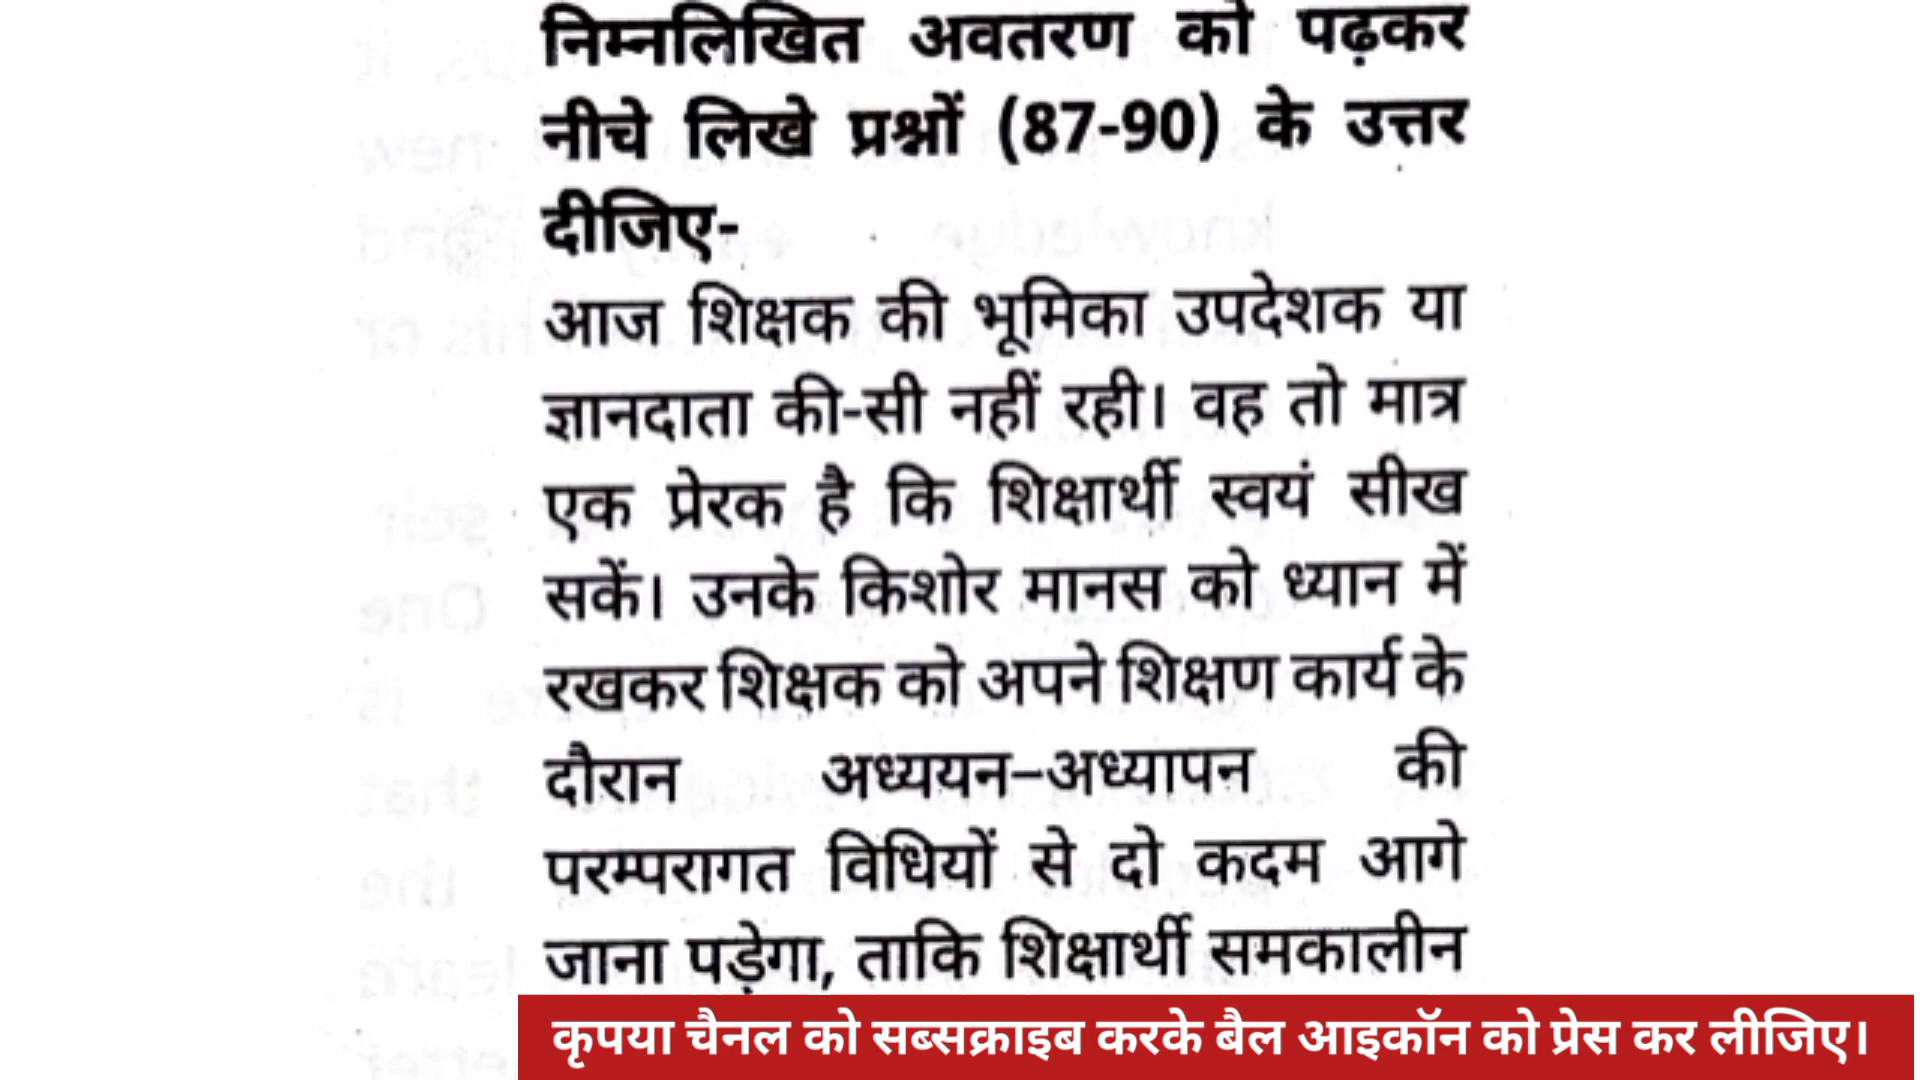 निम्नलिखित अवतरण को पढ़कर
नीचे लिखे प्रश्नों (87-90) के उत्तर
दीजिए-
आज शिक्षक की भूमिका उपदेशक या
ज्ञानदाता की-सी नहीं रही। वह तो मात्र
एक प्रेरक है कि शिक्षार्थी स्वयं सीख
सकें। उनके किशोर मानस को ध्यान में
रखकर शिक्षक को अपने शिक्षण कार्य के
दौरान अध्ययन–अध्यापन की
परम्परागत विधियों से दो कदम आगे
जाना पड़ेगा, ताकि शिक्षार्थी समकालीन
कृपया चैनल को सब्सक्राइब करके बैल आइकॉन को प्रेस कर लीजिए।